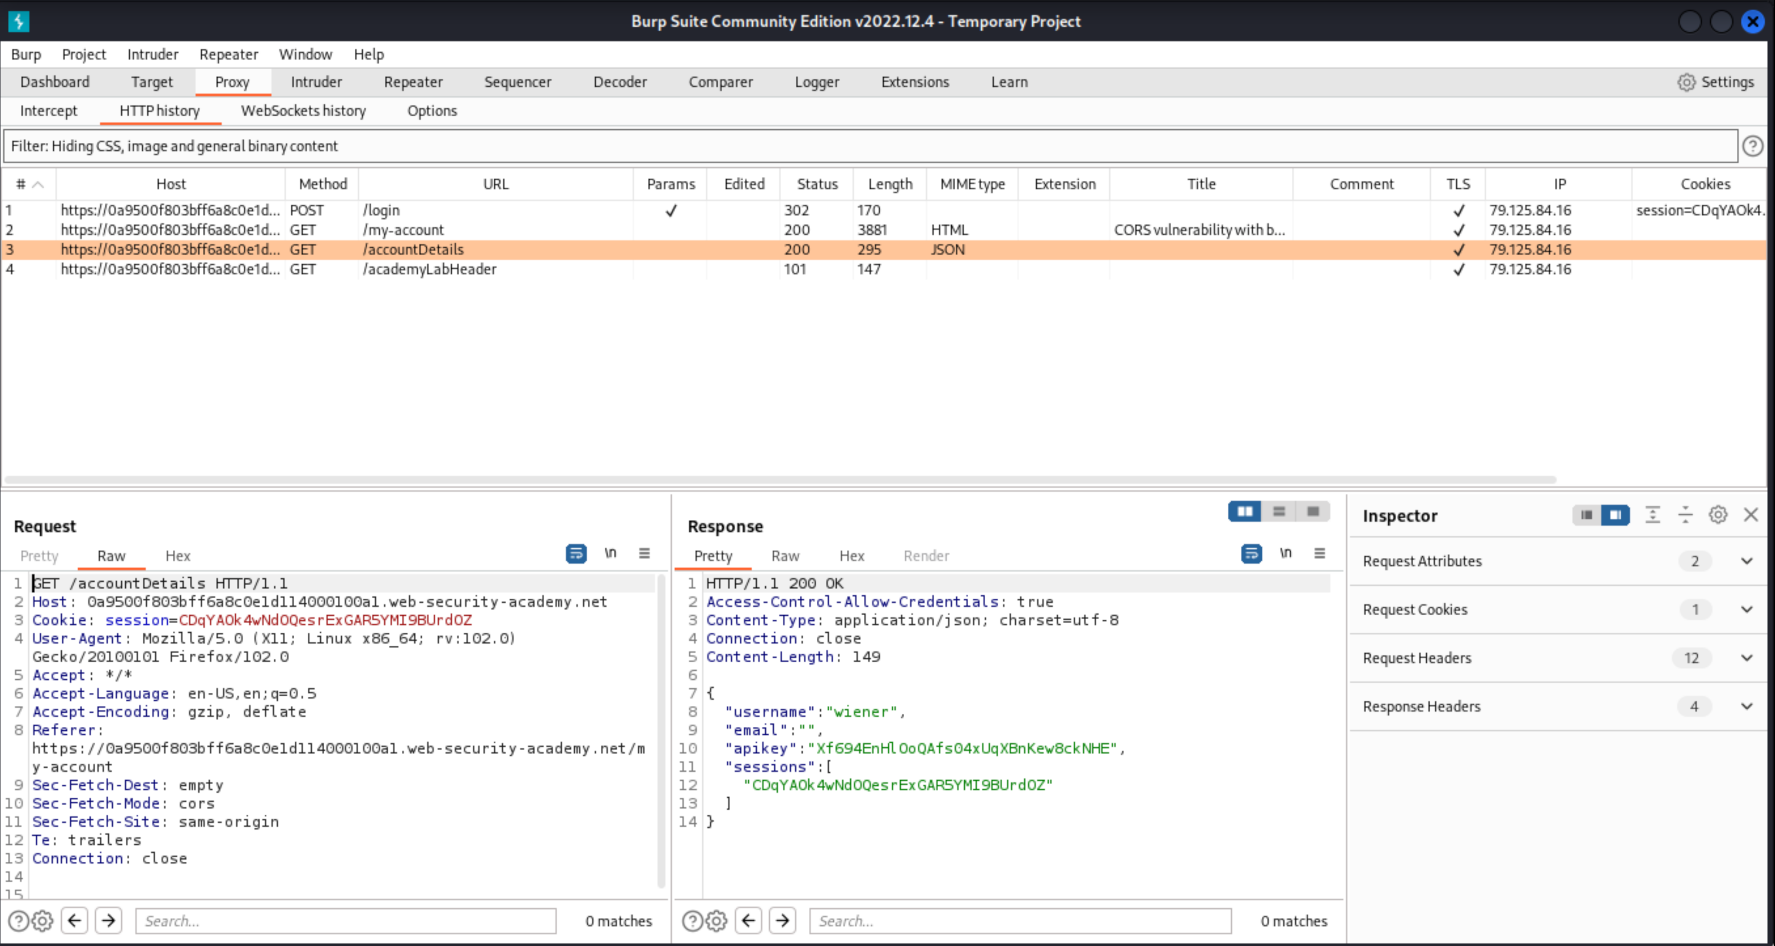 Burp Suite Community Edition v2022.12.4 - Temporary Project
Burp Project Intruder Repeater Window Help
Dashboard Target Proxy Intruder Repeater Sequencer Decoder Comparer Logger Extensions Learn Settings
Intercept HTTP history WebSockets history Options
Filter: Hiding CSS, image and general binary content
# Host Method URL Params Edited Status Length MIME type Extension Title Comment TLS IP Cookies
1 https://0a9500f803bff6a8c0e1d... POST /login ✓ 302 170 ✓ 79.125.84.16 session=CDqYAOk4.
2 https://0a9500f803bff6a8c0e1d... GET /my-account 200 3881 HTML CORS vulnerability with b... ✓ 79.125.84.16
3 https://0a9500f803bff6a8c0e1d... GET /accountDetails 200 295 JSON ✓ 79.125.84.16
4 https://0a9500f803bff6a8c0e1d... GET /academyLabHeader 101 147 ✓ 79.125.84.16
Request
Pretty Raw Hex \n
1 GET /accountDetails HTTP/1.1
2 Host: 0a9500f803bff6a8c0e1d114000100a1.web-security-academy.net
3 Cookie: session=CDqYAOk4wNdOQesrExGAR5YMI9BUrdOZ
4 User-Agent: Mozilla/5.0 (X11; Linux x86_64; rv:102.0)
Gecko/20100101 Firefox/102.0
5 Accept: */*
6 Accept-Language: en-US,en;q=0.5
7 Accept-Encoding: gzip, deflate
8 Referer:
https://0a9500f803bff6a8c0e1d114000100a1.web-security-academy.net/m
y-account
9 Sec-Fetch-Dest: empty
10 Sec-Fetch-Mode: cors
11 Sec-Fetch-Site: same-origin
12 Te: trailers
13 Connection: close
14
15
Search... 0 matches
Response
Pretty Raw Hex Render \n
1 HTTP/1.1 200 OK
2 Access-Control-Allow-Credentials: true
3 Content-Type: application/json; charset=utf-8
4 Connection: close
5 Content-Length: 149
6
7 {
8 "username":"wiener",
9 "email":"",
10 "apikey":"Xf694EnHlOoQAfs04xUqXBnKew8ckNHE",
11 "sessions":[
12 "CDqYAOk4wNdOQesrExGAR5YMI9BUrdOZ"
13 ]
14 }
Search... 0 matches
Inspector
Request Attributes 2
Request Cookies 1
Request Headers 12
Response Headers 4